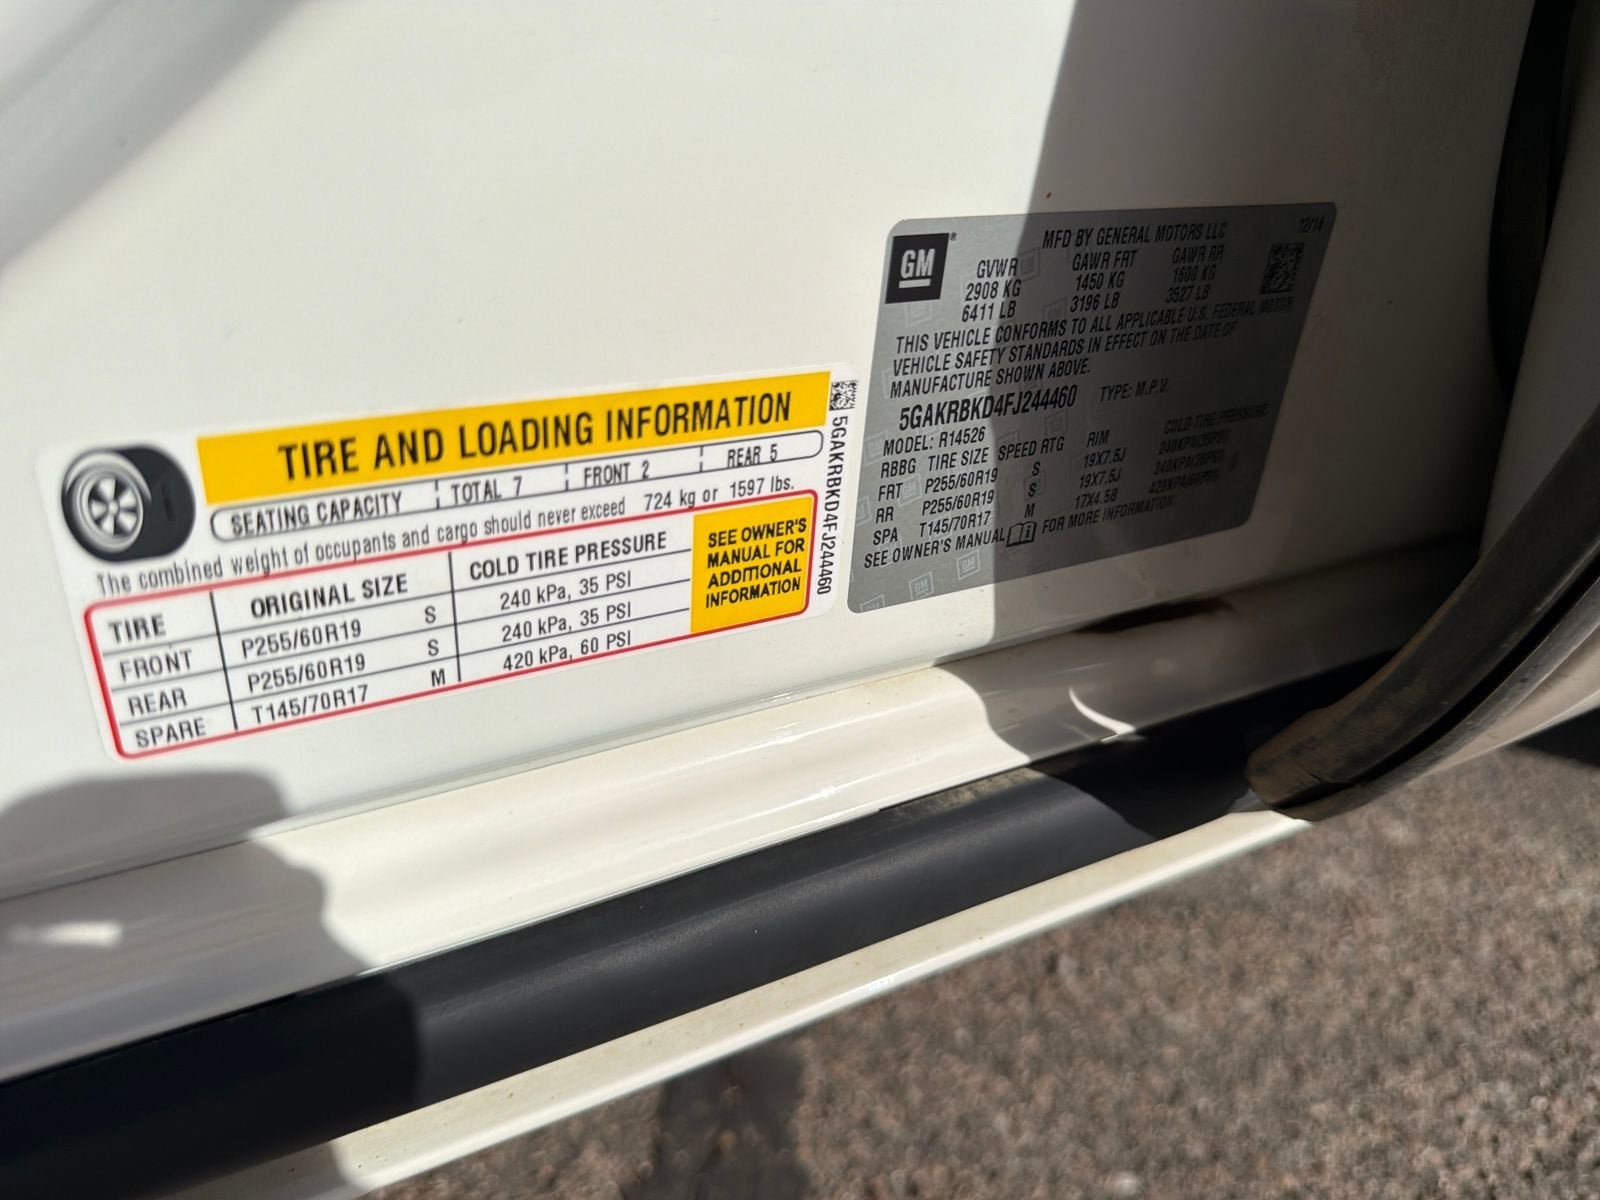 TIRE AND LOADING INFORMATION
SEATING CAPACITY TOTAL 7 FRONT 2 REAR 5
The combined weight of occupants and cargo should never exceed 724 kg or 1597 lbs.
TIRE ORIGINAL SIZE COLD TIRE PRESSURE
FRONT P255/60R19 S 240 kPa, 35 PSI
REAR P255/60R19 S 240 kPa, 35 PSI
SPARE T145/70R17 M 420 kPa, 60 PSI
SEE OWNER'S
MANUAL FOR
ADDITIONAL
INFORMATION
5GAKRBKD4FJ244460
GM®
MFD BY GENERAL MOTORS LLC 12/14
GVWR GAWR FRT GAWR RR
2908 KG 1450 KG 1600 KG
6411 LB 3196 LB 3527 LB
THIS VEHICLE CONFORMS TO ALL APPLICABLE U.S. FEDERAL MOTOR
VEHICLE SAFETY STANDARDS IN EFFECT ON THE DATE OF
MANUFACTURE SHOWN ABOVE.
5GAKRBKD4FJ244460 TYPE: M.P.V.
MODEL: R14526
RBBG TIRE SIZE SPEED RTG RIM COLD TIRE PRESSURE
FRT P255/60R19 S 19X7.5J 240KPA(35PSI)
RR P255/60R19 S 19X7.5J 240KPA(35PSI)
SPA T145/70R17 M 17X4.5B 420KPA(60PSI)
SEE OWNER'S MANUAL FOR MORE INFORMATION